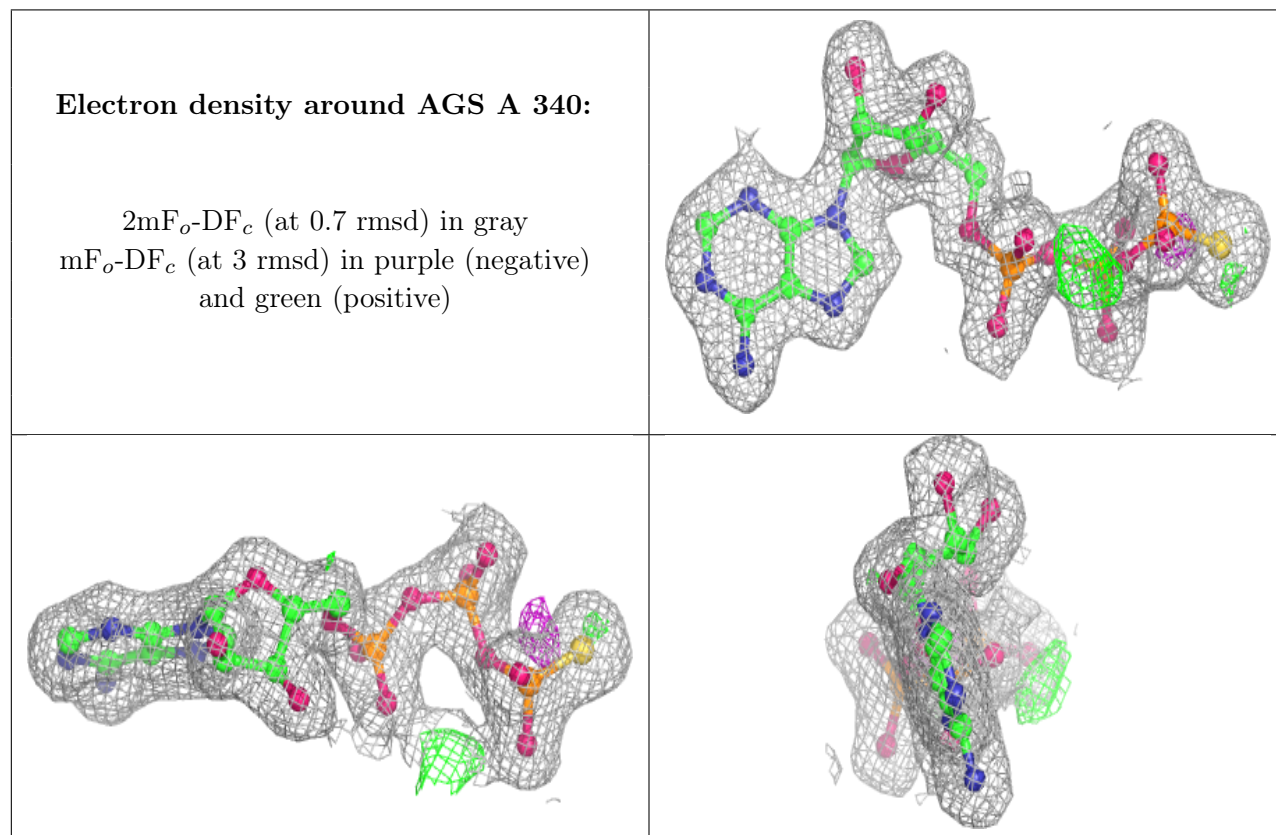 Electron density around AGS A 340:
2mFₒ-DF𝒸 (at 0.7 rmsd) in gray
mFₒ-DF𝒸 (at 3 rmsd) in purple (negative)
and green (positive)